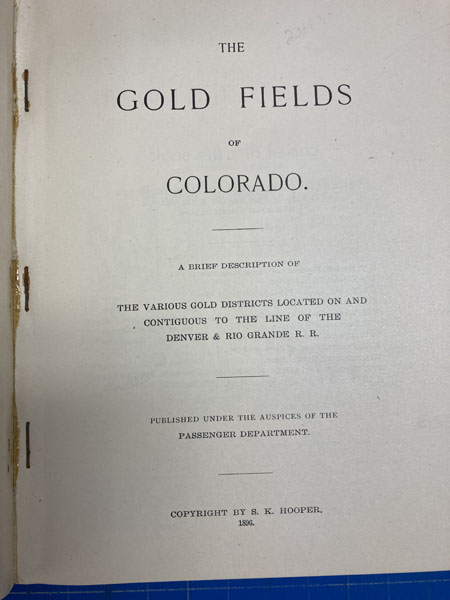 THE
GOLD FIELDS
OF
COLORADO.
A BRIEF DESCRIPTION OF
THE VARIOUS GOLD DISTRICTS LOCATED ON AND
CONTIGUOUS TO THE LINE OF THE
DENVER & RIO GRANDE R. R.
PUBLISHED UNDER THE AUSPICES OF THE
PASSENGER DEPARTMENT.
COPYRIGHT BY S. K. HOOPER,
1896.